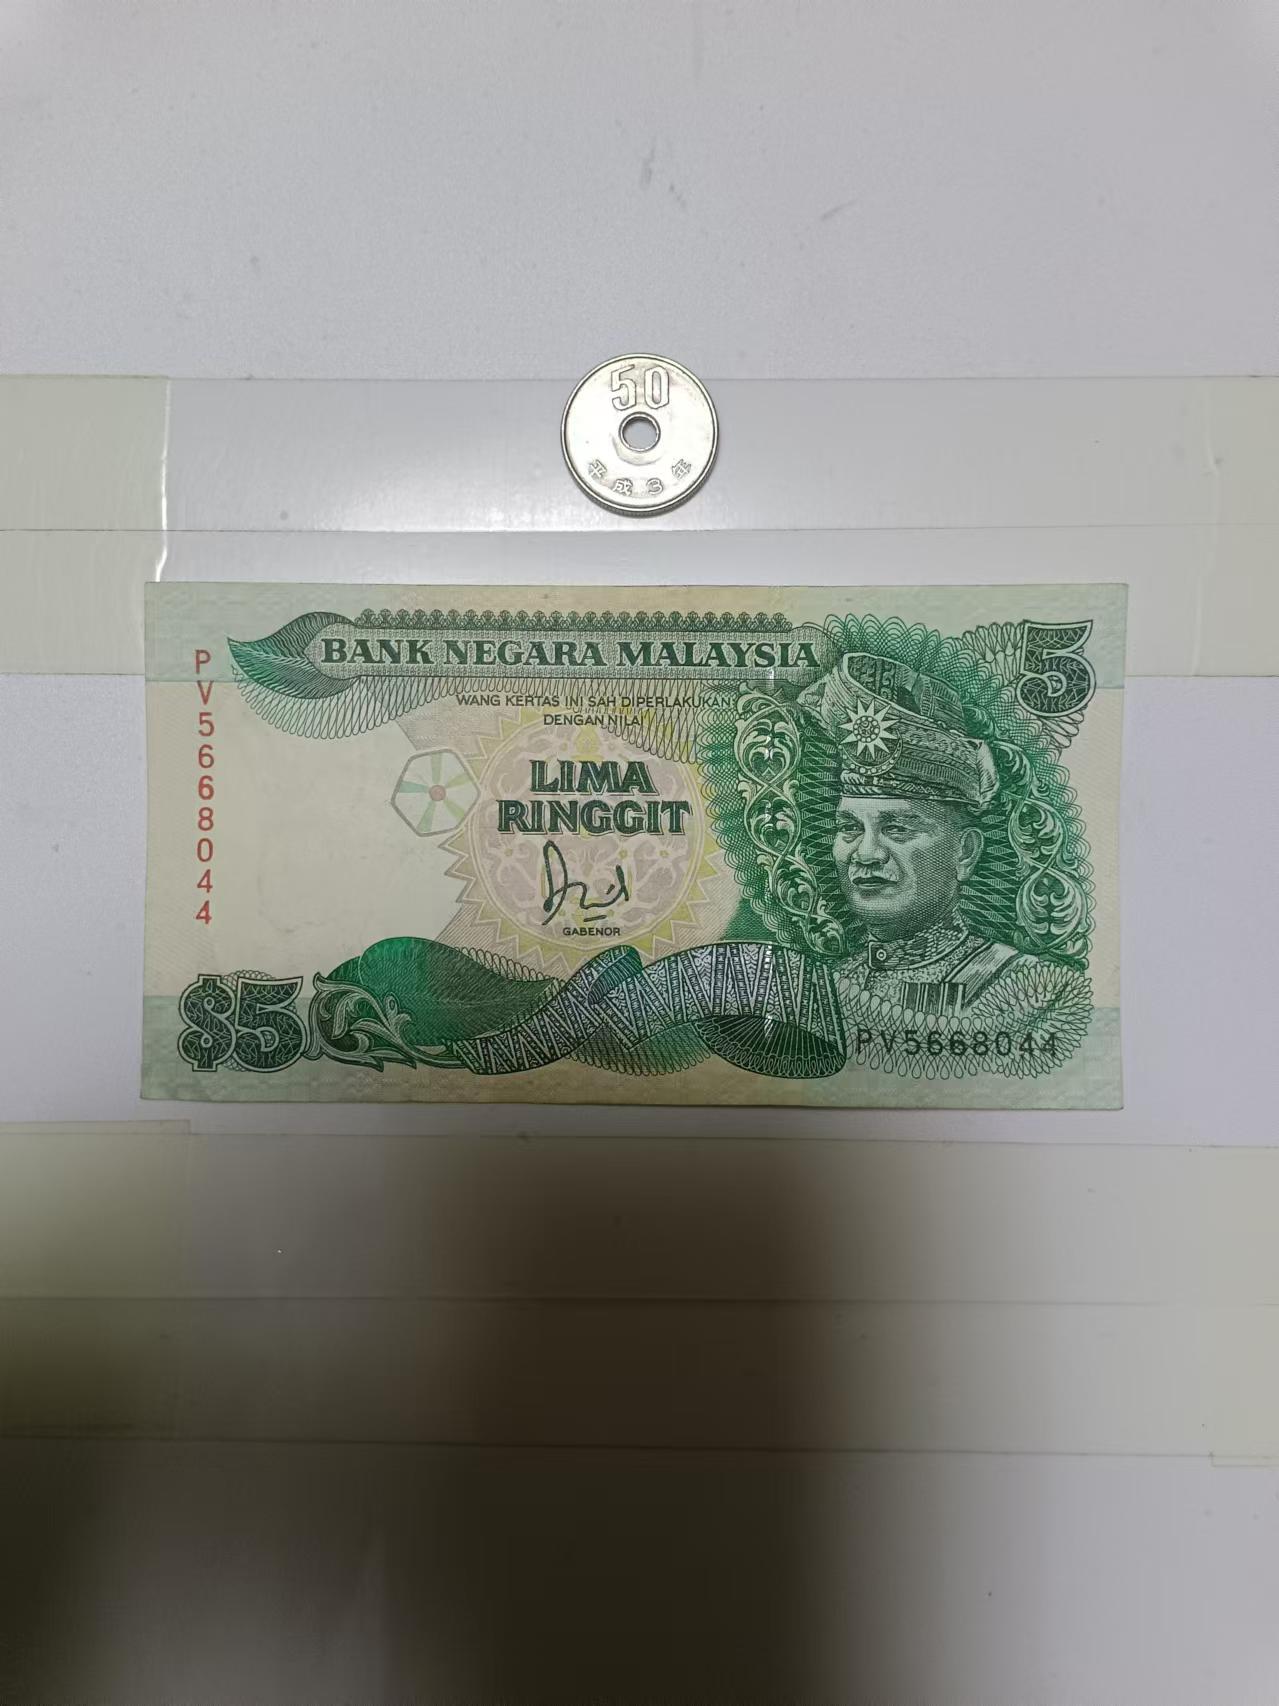 50
平成3年
BANK NEGARA MALAYSIA
5
WANG KERTAS INI SAH DIPERLAKUKAN
DENGAN NILAI
PV5668044
LIMA
RINGGIT
GABENOR
$5
PV5668044